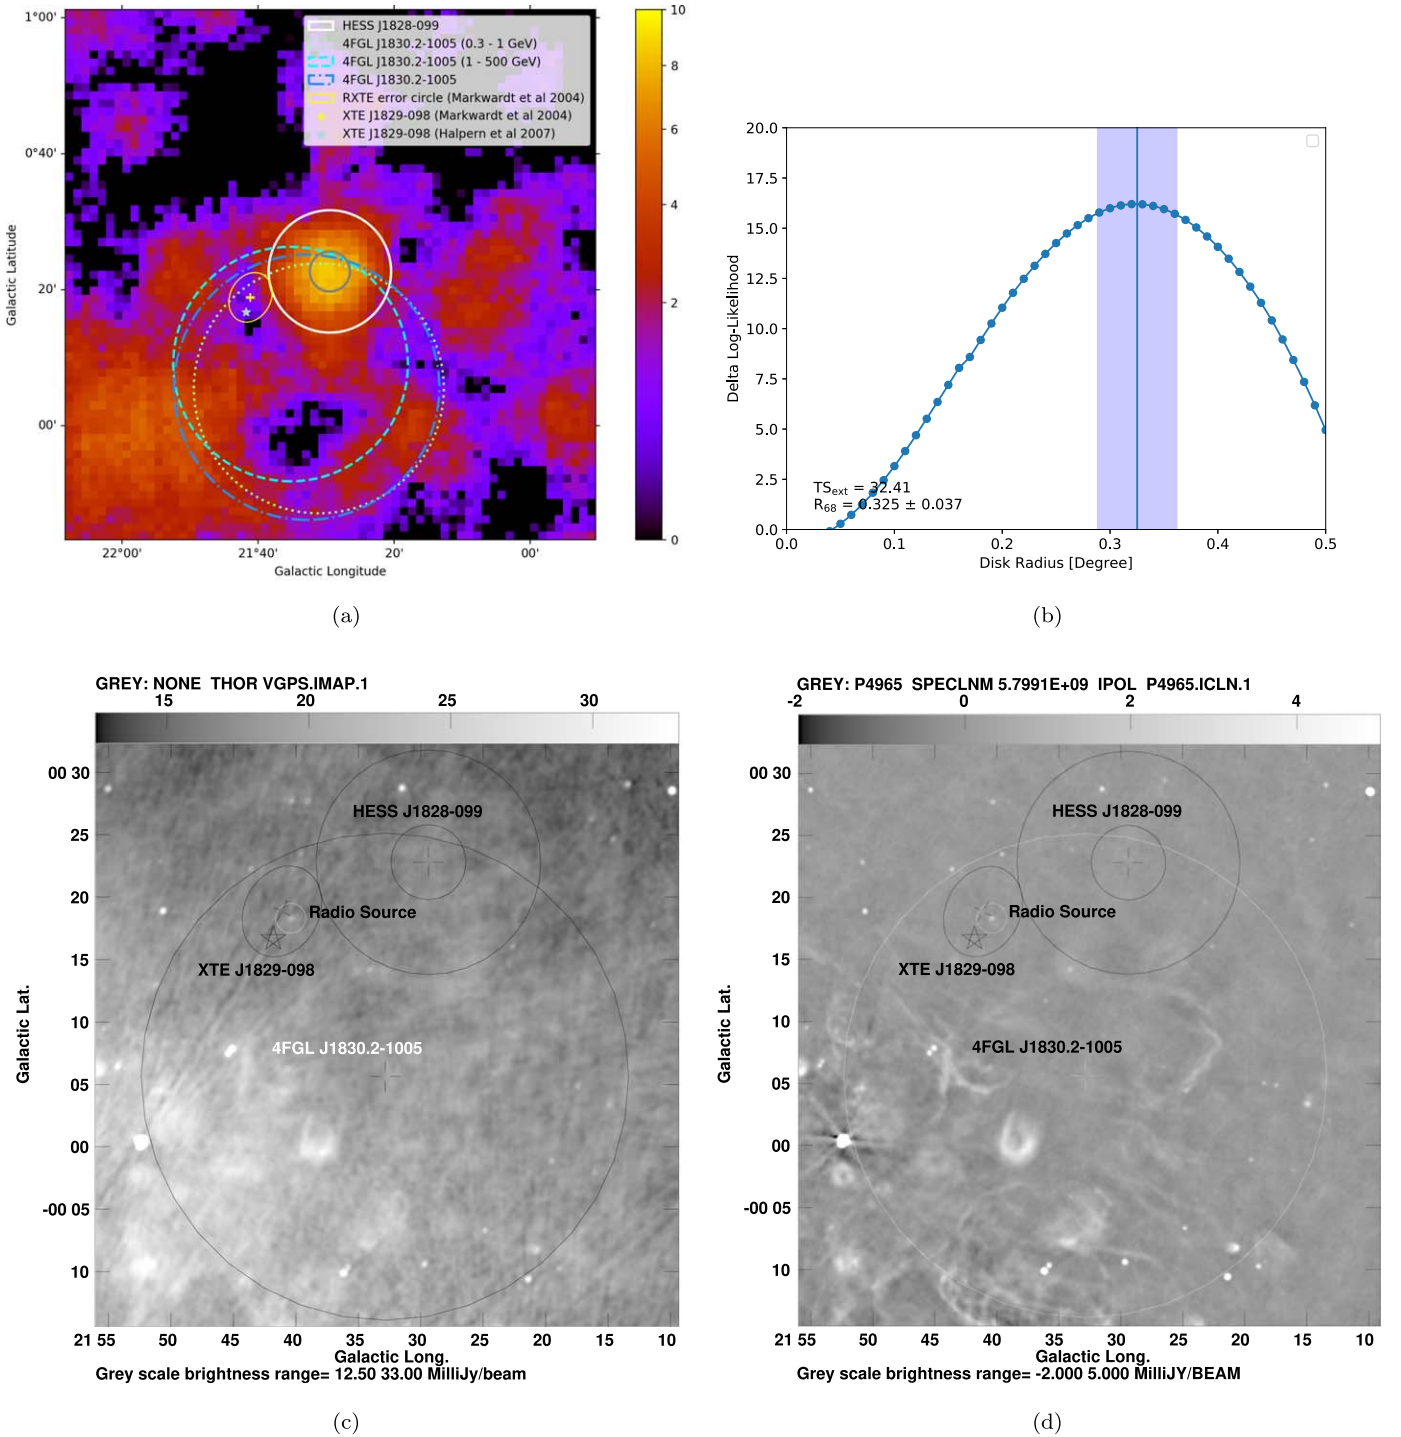 1°00'
0°40'
20'
00'
Galactic Latitude
22°00'
21°40'
20'
00'
Galactic Longitude
HESS J1828-099
4FGL J1830.2-1005 (0.3 - 1 GeV)
4FGL J1830.2-1005 (1 - 500 GeV)
4FGL J1830.2-1005
RXTE error circle (Markwardt et al 2004)
XTE J1829-098 (Markwardt et al 2004)
XTE J1829-098 (Halpern et al 2007)
10
8
6
4
2
0
(a)
20.0
17.5
15.0
12.5
10.0
7.5
5.0
2.5
0.0
Delta Log-Likelihood
TSext = 32.41
R68 = 0.325 ± 0.037
0.0 0.1 0.2 0.3 0.4 0.5
Disk Radius [Degree]
(b)
GREY: NONE THOR VGPS.IMAP.1
15 20 25 30
00 30
25
20
15
10
05
00
-00 05
10
Galactic Lat.
HESS J1828-099
Radio Source
XTE J1829-098
4FGL J1830.2-1005
21 55 50 45 40 35 30 25 20 15 10
Galactic Long.
Grey scale brightness range= 12.50 33.00 MilliJy/beam
(c)
GREY: P4965 SPECLNM 5.7991E+09 IPOL P4965.ICLN.1
-2 0 2 4
00 30
25
20
15
10
05
00
-00 05
10
Galactic Lat.
HESS J1828-099
Radio Source
XTE J1829-098
4FGL J1830.2-1005
21 55 50 45 40 35 30 25 20 15 10
Galactic Long.
Grey scale brightness range= -2.000 5.000 MilliJY/BEAM
(d)